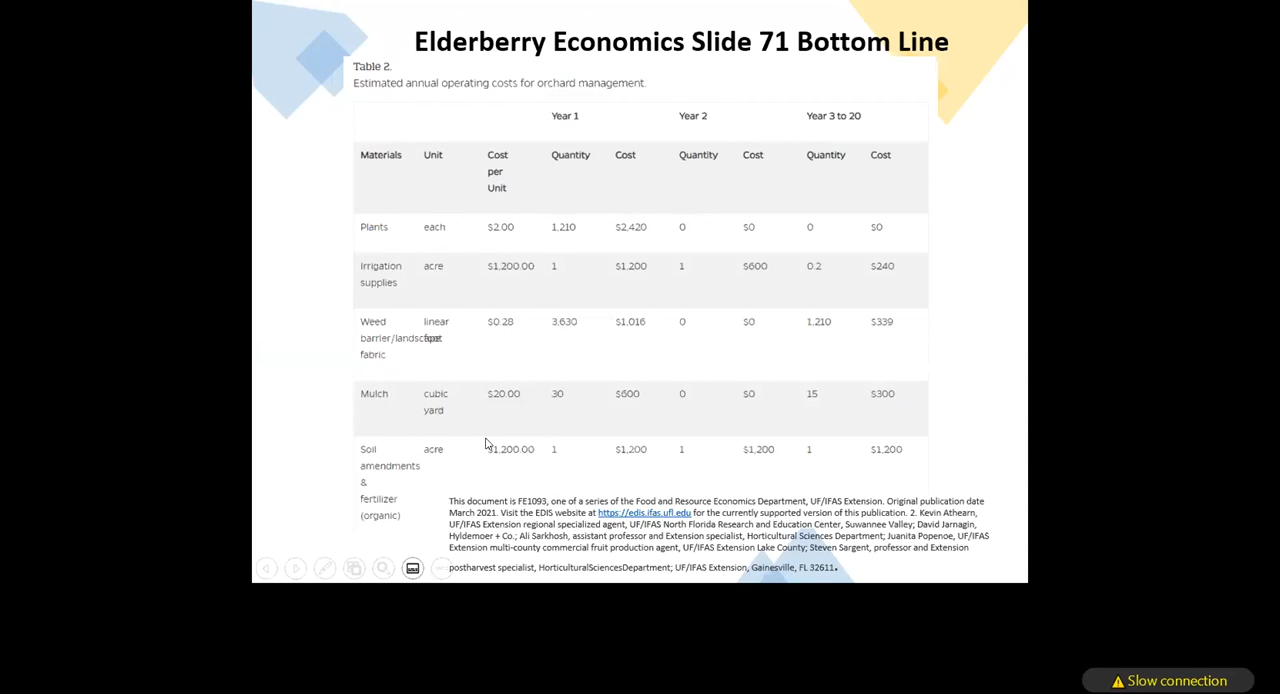 Elderberry Economics Slide 71 Bottom Line
Table 2.
Estimated annual operating costs for orchard management.
Year 1 Year 2 Year 3 to 20
Materials Unit Cost per Unit Quantity Cost Quantity Cost Quantity Cost
Plants each $2.00 1,210 $2,420 0 $0 0 $0
Irrigation supplies acre $1,200.00 1 $1,200 1 $600 0.2 $240
Weed barrier/landscape fabric linear foot $0.28 3,630 $1,016 0 $0 1,210 $339
Mulch cubic yard $20.00 30 $600 0 $0 15 $300
Soil amendments & fertilizer (organic) acre $1,200.00 1 $1,200 1 $1,200 1 $1,200
This document is FE1093, one of a series of the Food and Resource Economics Department, UF/IFAS Extension. Original publication date
March 2021. Visit the EDIS website at https://edis.ifas.ufl.edu for the currently supported version of this publication. 2. Kevin Athearn,
UF/IFAS Extension regional specialized agent, UF/IFAS North Florida Research and Education Center, Suwannee Valley; David Jarnagin,
Hyldemoer + Co.; Ali Sarkhosh, assistant professor and Extension specialist, Horticultural Sciences Department; Juanita Popenoe, UF/IFAS
Extension multi-county commercial fruit production agent, UF/IFAS Extension Lake County; Steven Sargent, professor and Extension
postharvest specialist, HorticulturalSciencesDepartment; UF/IFAS Extension, Gainesville, FL 32611.
Slow connection